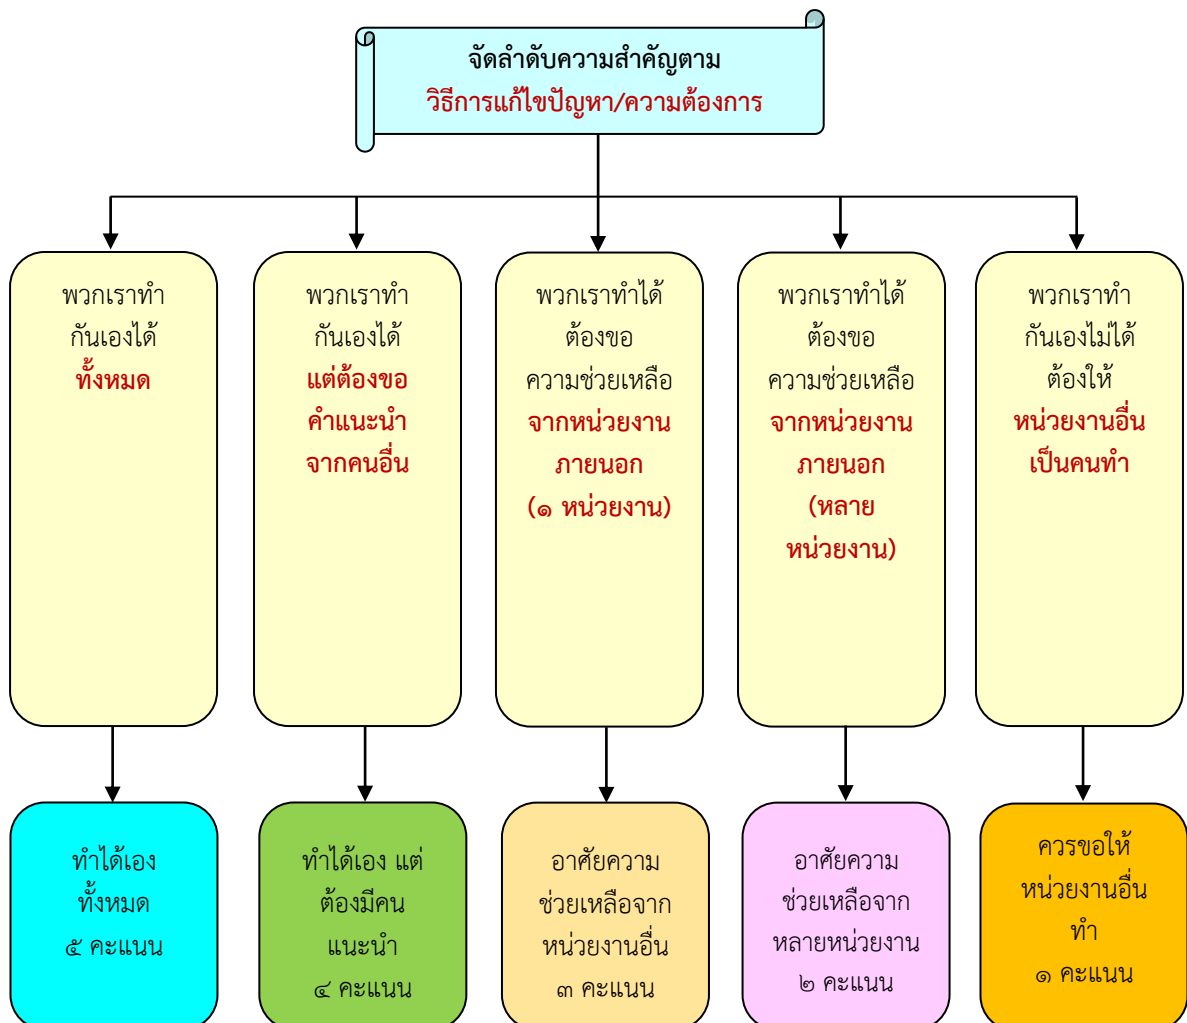 จัดลำดับความสำคัญตาม
วิธีการแก้ไขปัญหา/ความต้องการ
พวกเราทำ
กันเองได้
ทั้งหมด
พวกเราทำ
กันเองได้
แต่ต้องขอ
คำแนะนำ
จากคนอื่น
พวกเราทำได้
ต้องขอ
ความช่วยเหลือ
จากหน่วยงาน
ภายนอก
(๑ หน่วยงาน)
พวกเราทำได้
ต้องขอ
ความช่วยเหลือ
จากหน่วยงาน
ภายนอก
(หลาย
หน่วยงาน)
พวกเราทำ
กันเองไม่ได้
ต้องให้
หน่วยงานอื่น
เป็นคนทำ
ทำได้เอง
ทั้งหมด
๕ คะแนน
ทำได้เอง แต่
ต้องมีคน
แนะนำ
๔ คะแนน
อาศัยความ
ช่วยเหลือจาก
หน่วยงานอื่น
๓ คะแนน
อาศัยความ
ช่วยเหลือจาก
หลายหน่วยงาน
๒ คะแนน
ควรขอให้
หน่วยงานอื่น
ทำ
๑ คะแนน